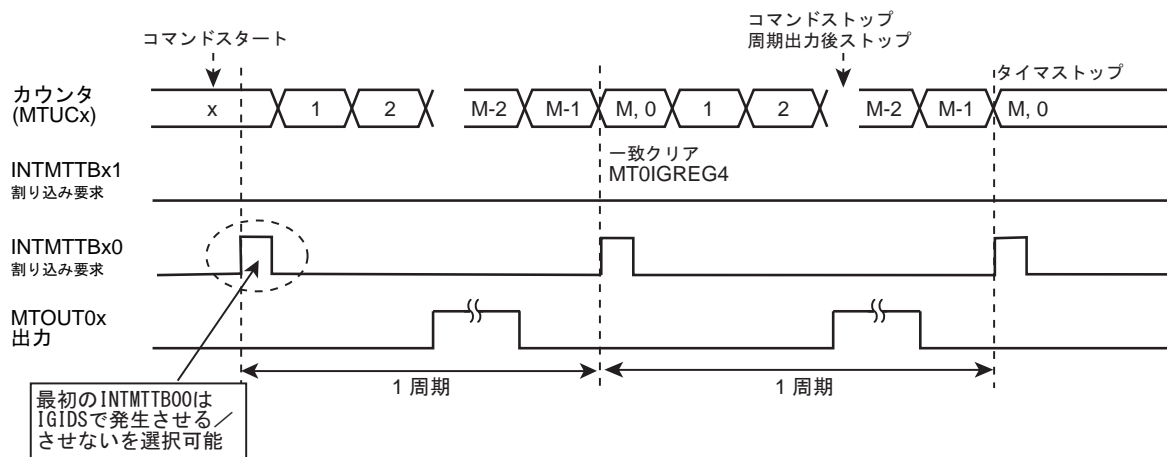 コマンドスタート
コマンドストップ
周期出力後ストップ
タイマストップ
カウンタ
(MTUCx)
x 1 2 M-2 M-1 M, 0 1 2 M-2 M-1 M, 0
一致クリア
MT0IGREG4
INTMTTBx1
割り込み要求
INTMTTBx0
割り込み要求
MTOUT0x
出力
1 周期 1 周期
最初のINTMTTB00は
IGIDSで発生させる／
させないを選択可能